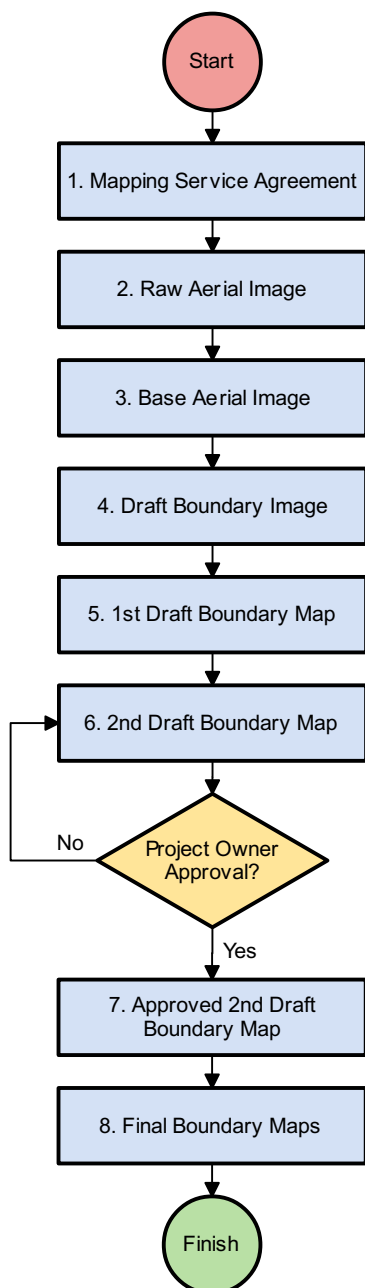 Start
1. Mapping Service Agreement
2. Raw Aerial Image
3. Base Aerial Image
4. Draft Boundary Image
5. 1st Draft Boundary Map
6. 2nd Draft Boundary Map
No
Project Owner
Approval?
Yes
7. Approved 2nd Draft
Boundary Map
8. Final Boundary Maps
Finish